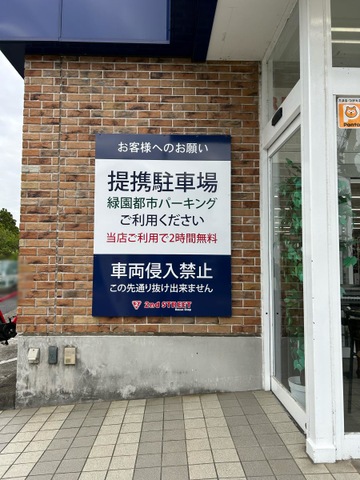 お客様へのお願い
提携駐車場
緑園都市パーキング
ご利用ください
当店ご利用で2時間無料
車両侵入禁止
この先通り抜け出来ません
2nd STREET
Ponta